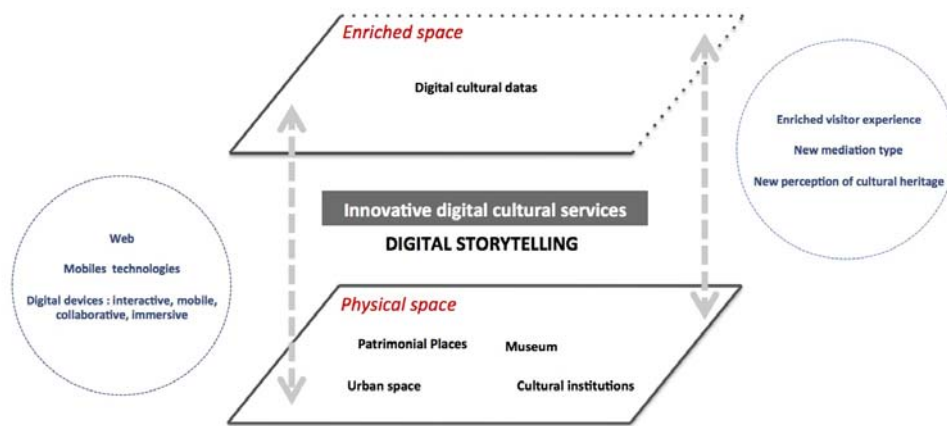 Enriched space
Digital cultural datas
Enriched visitor experience
New mediation type
New perception of cultural heritage
Innovative digital cultural services
DIGITAL STORYTELLING
Web
Mobiles technologies
Digital devices : interactive, mobile,
collaborative, immersive
Physical space
Patrimonial Places
Museum
Urban space
Cultural institutions